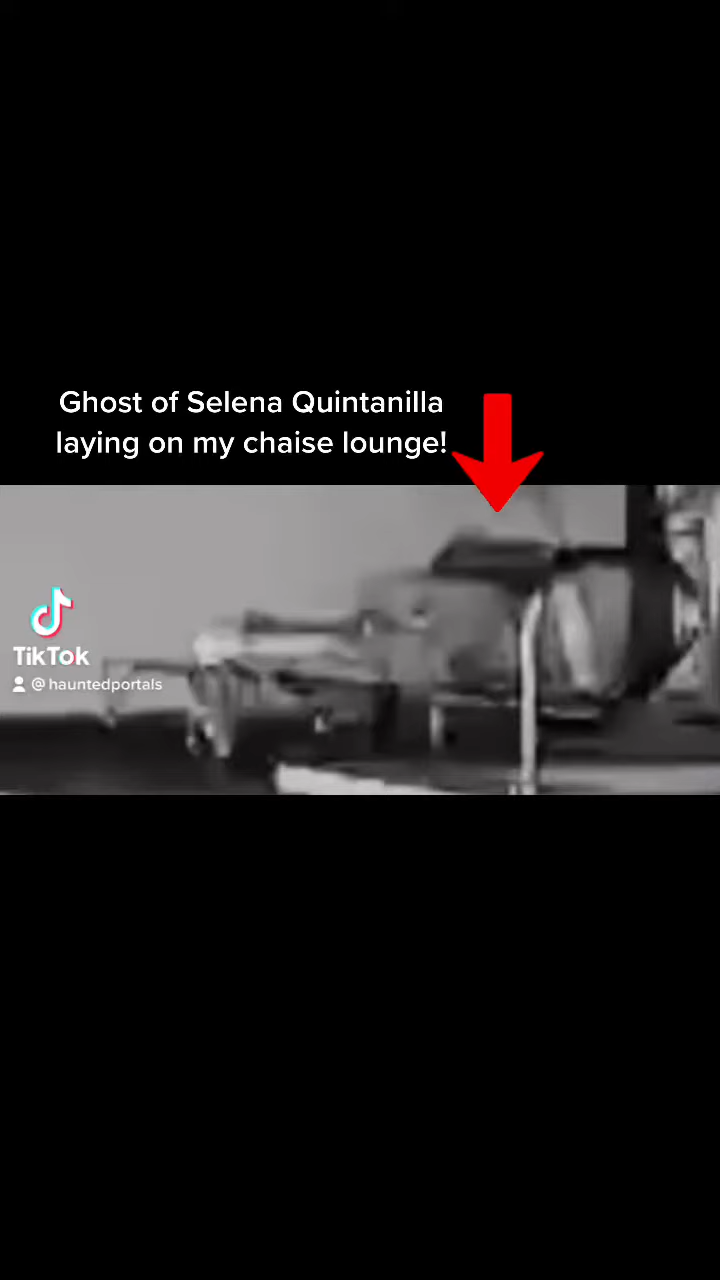 Ghost of Selena Quintanilla
laying on my chaise lounge!
TikTok
@hauntedportals